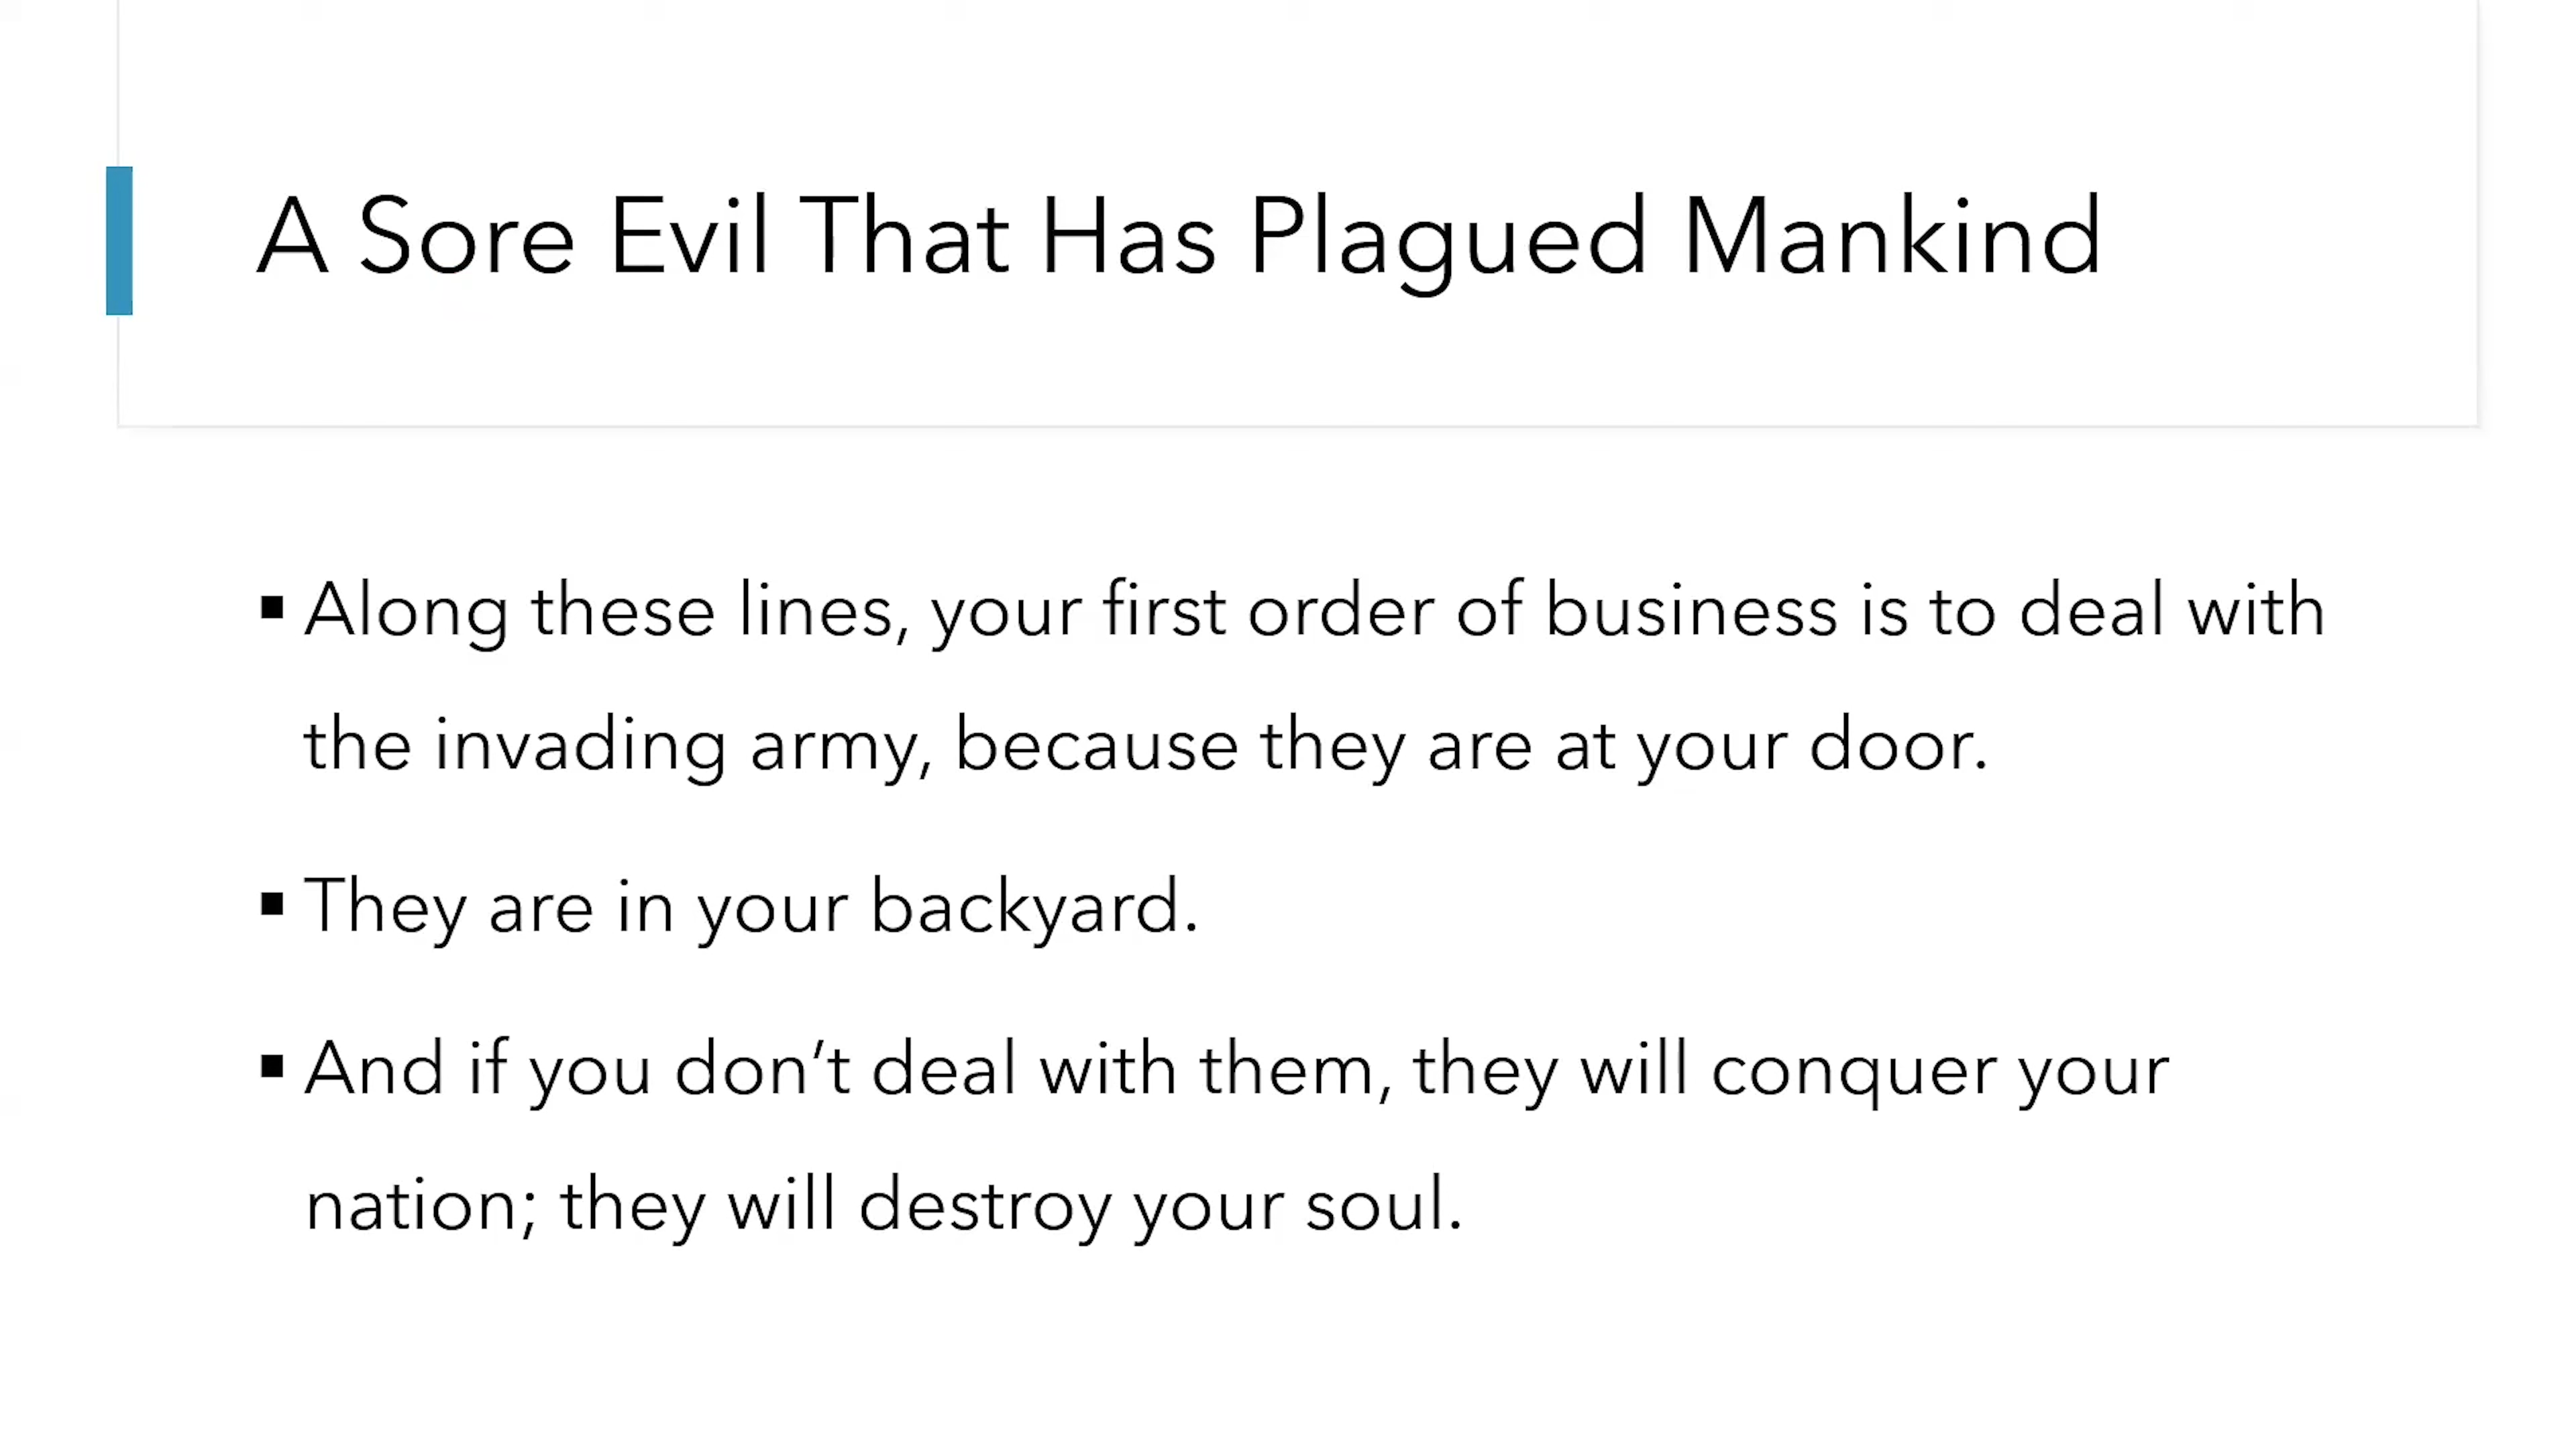 A Sore Evil That Has Plagued Mankind
▪ Along these lines, your first order of business is to deal with
the invading army, because they are at your door.
▪ They are in your backyard.
▪ And if you don’t deal with them, they will conquer your
nation; they will destroy your soul.